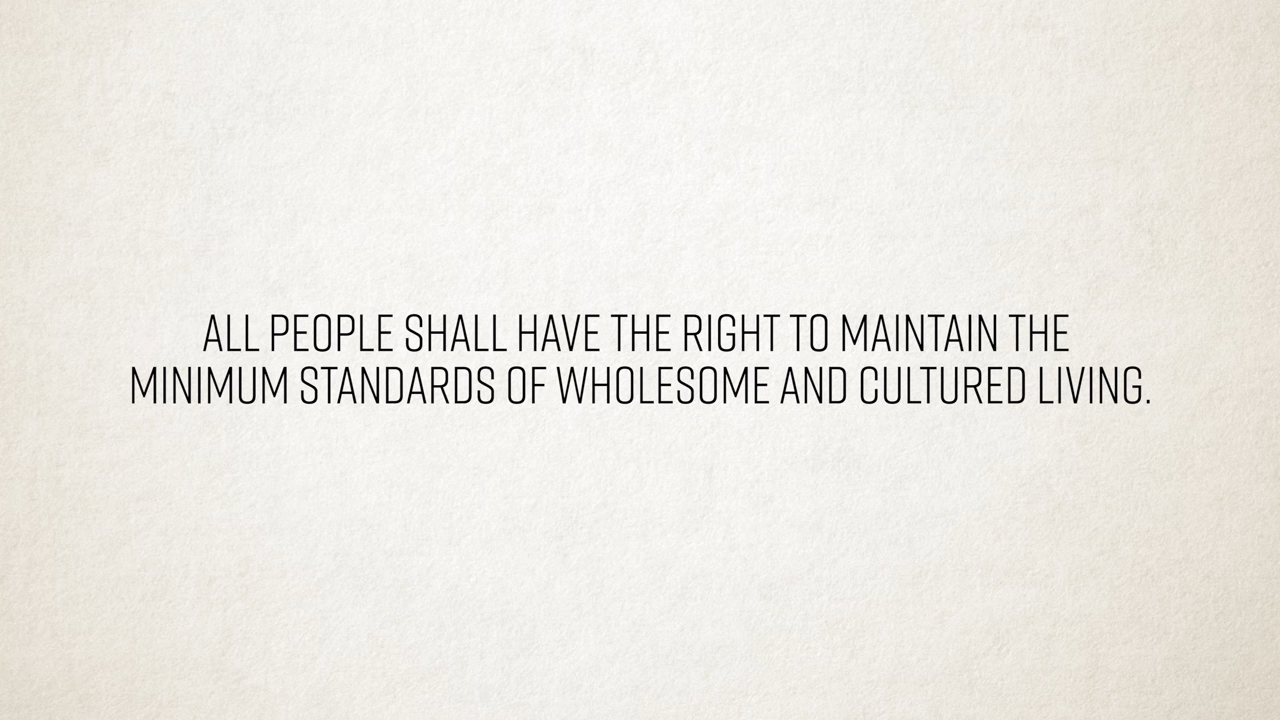 ALL PEOPLE SHALL HAVE THE RIGHT TO MAINTAIN THE
MINIMUM STANDARDS OF WHOLESOME AND CULTURED LIVING.